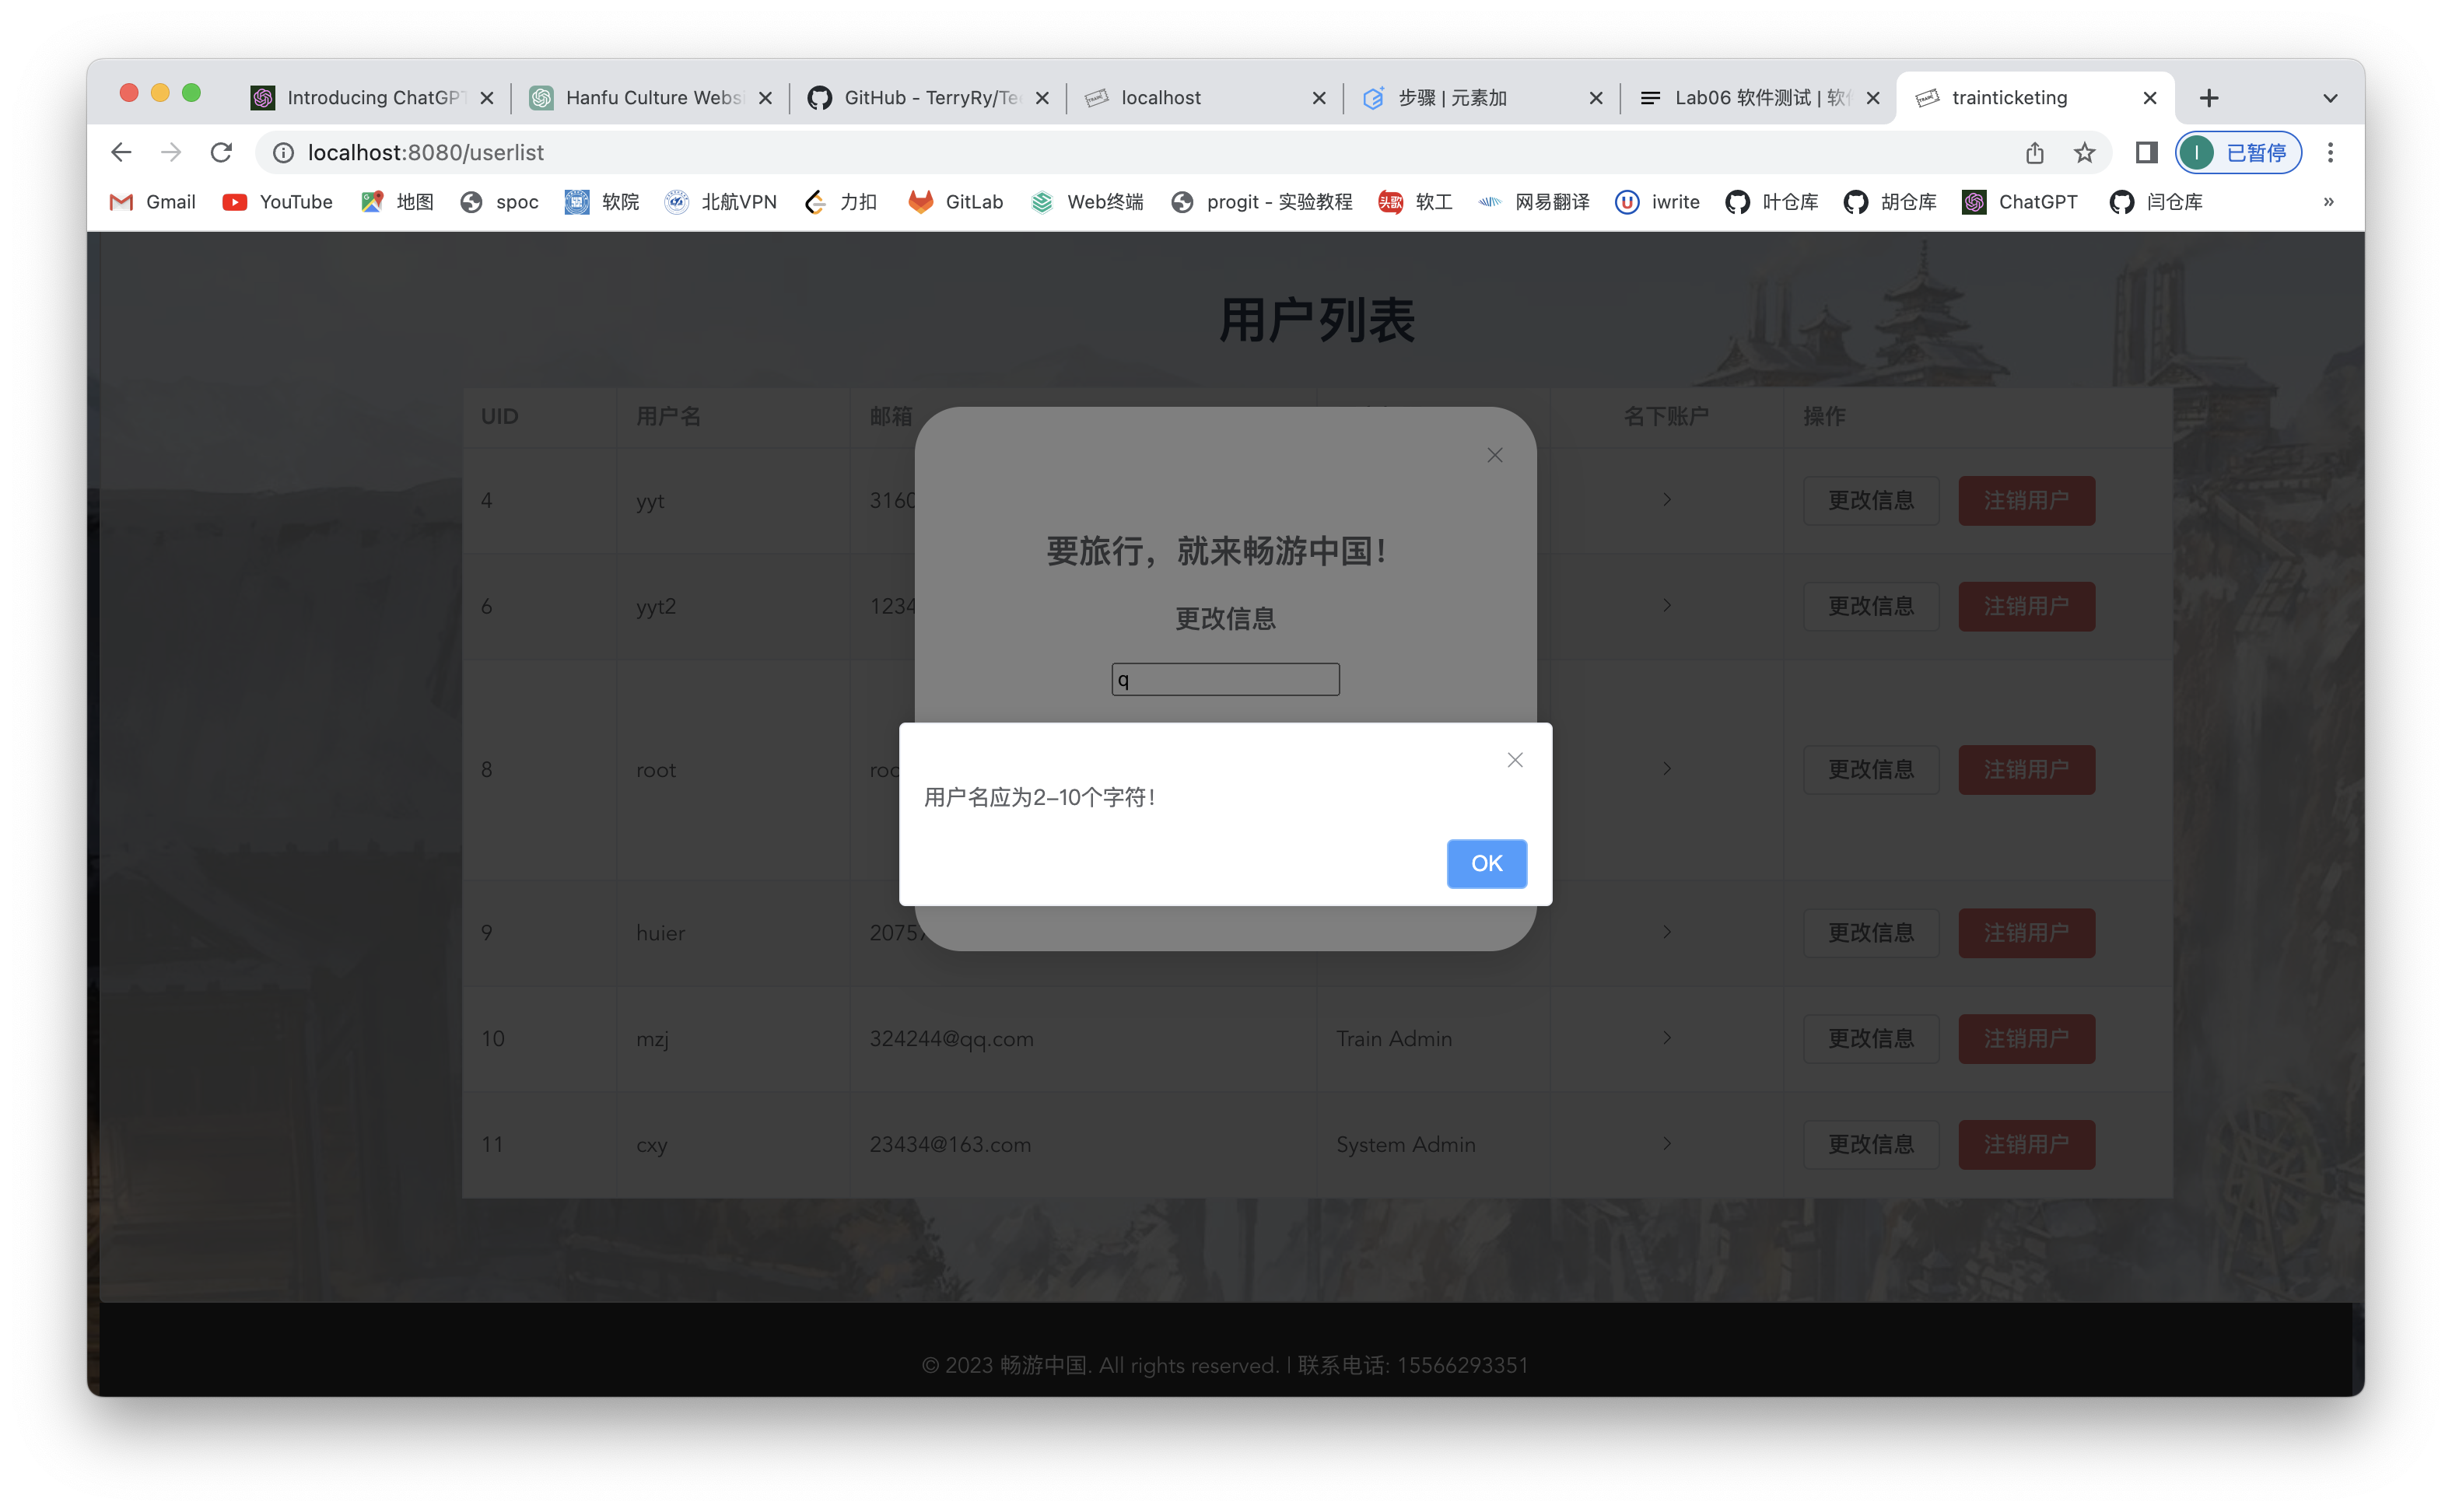 Introducing ChatGPT
Hanfu Culture Websi
GitHub - TerryRy/Tee
localhost
步骤 | 元素加
Lab06 软件测试 | 软件
trainticketing
localhost:8080/userlist
I 已暂停
Gmail YouTube 地图 spoc 软院 北航VPN 力扣 GitLab Web终端 progit - 实验教程 头歌 软工 网易翻译 iwrite 叶仓库 胡仓库 ChatGPT 闫仓库 »
用户列表
UID 用户名 邮箱 名下账户 操作
4 yyt 3160 更改信息 注销用户
要旅行，就来畅游中国！
6 yyt2 1234 更改信息 注销用户
更改信息
q
8 root roo 更改信息 注销用户
用户名应为2-10个字符！
OK
9 huier 20757 更改信息 注销用户
10 mzj 324244@qq.com Train Admin 更改信息 注销用户
11 cxy 23434@163.com System Admin 更改信息 注销用户
© 2023 畅游中国. All rights reserved. | 联系电话: 15566293351